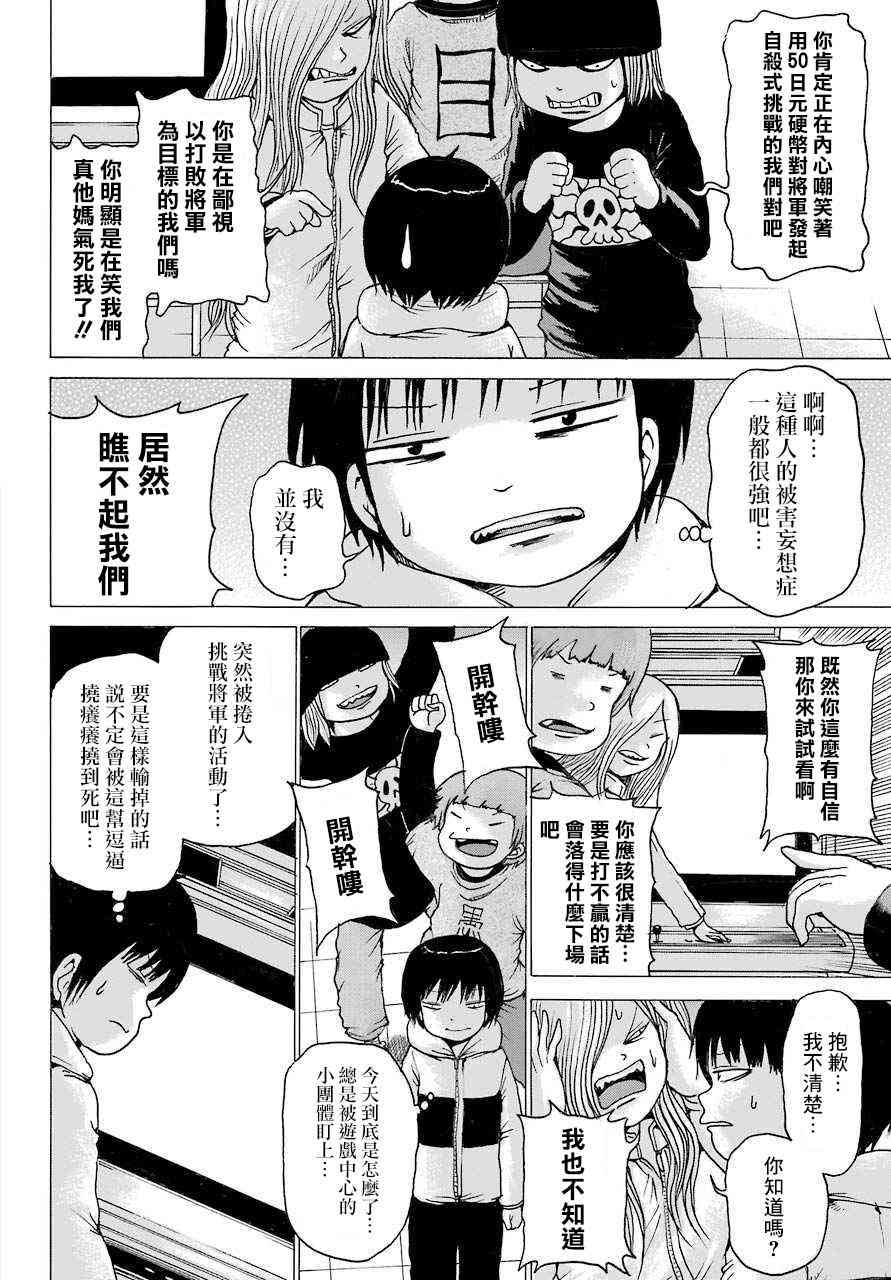 你肯定正在內心嘲笑著
用50日元硬幣對將軍發起
自殺式挑戰的我們對吧
日
你是在鄙視
以打敗將軍
為目標的我們嗎
你明顯是在笑我們
真他媽氣死我了!!
啊啊…
這種人的被害妄想症
一般都很強吧…
我
並沒有…
居然
瞧不起我們
既然你這麼有自信
那你來試試看啊
你應該很清楚…
要是打不贏的話
會落得什麼下場
吧
抱歉…
我不清楚…
你知道嗎?
我也不知道
開幹嘍
開幹嘍
黑
今天到底是怎麼了…
總是被遊戲中心的
小團體盯上…
突然被捲入
挑戰將軍的活動了…
要是這樣輸掉的話
說不定會被這幫逗逼
撓癢癢撓到死吧…